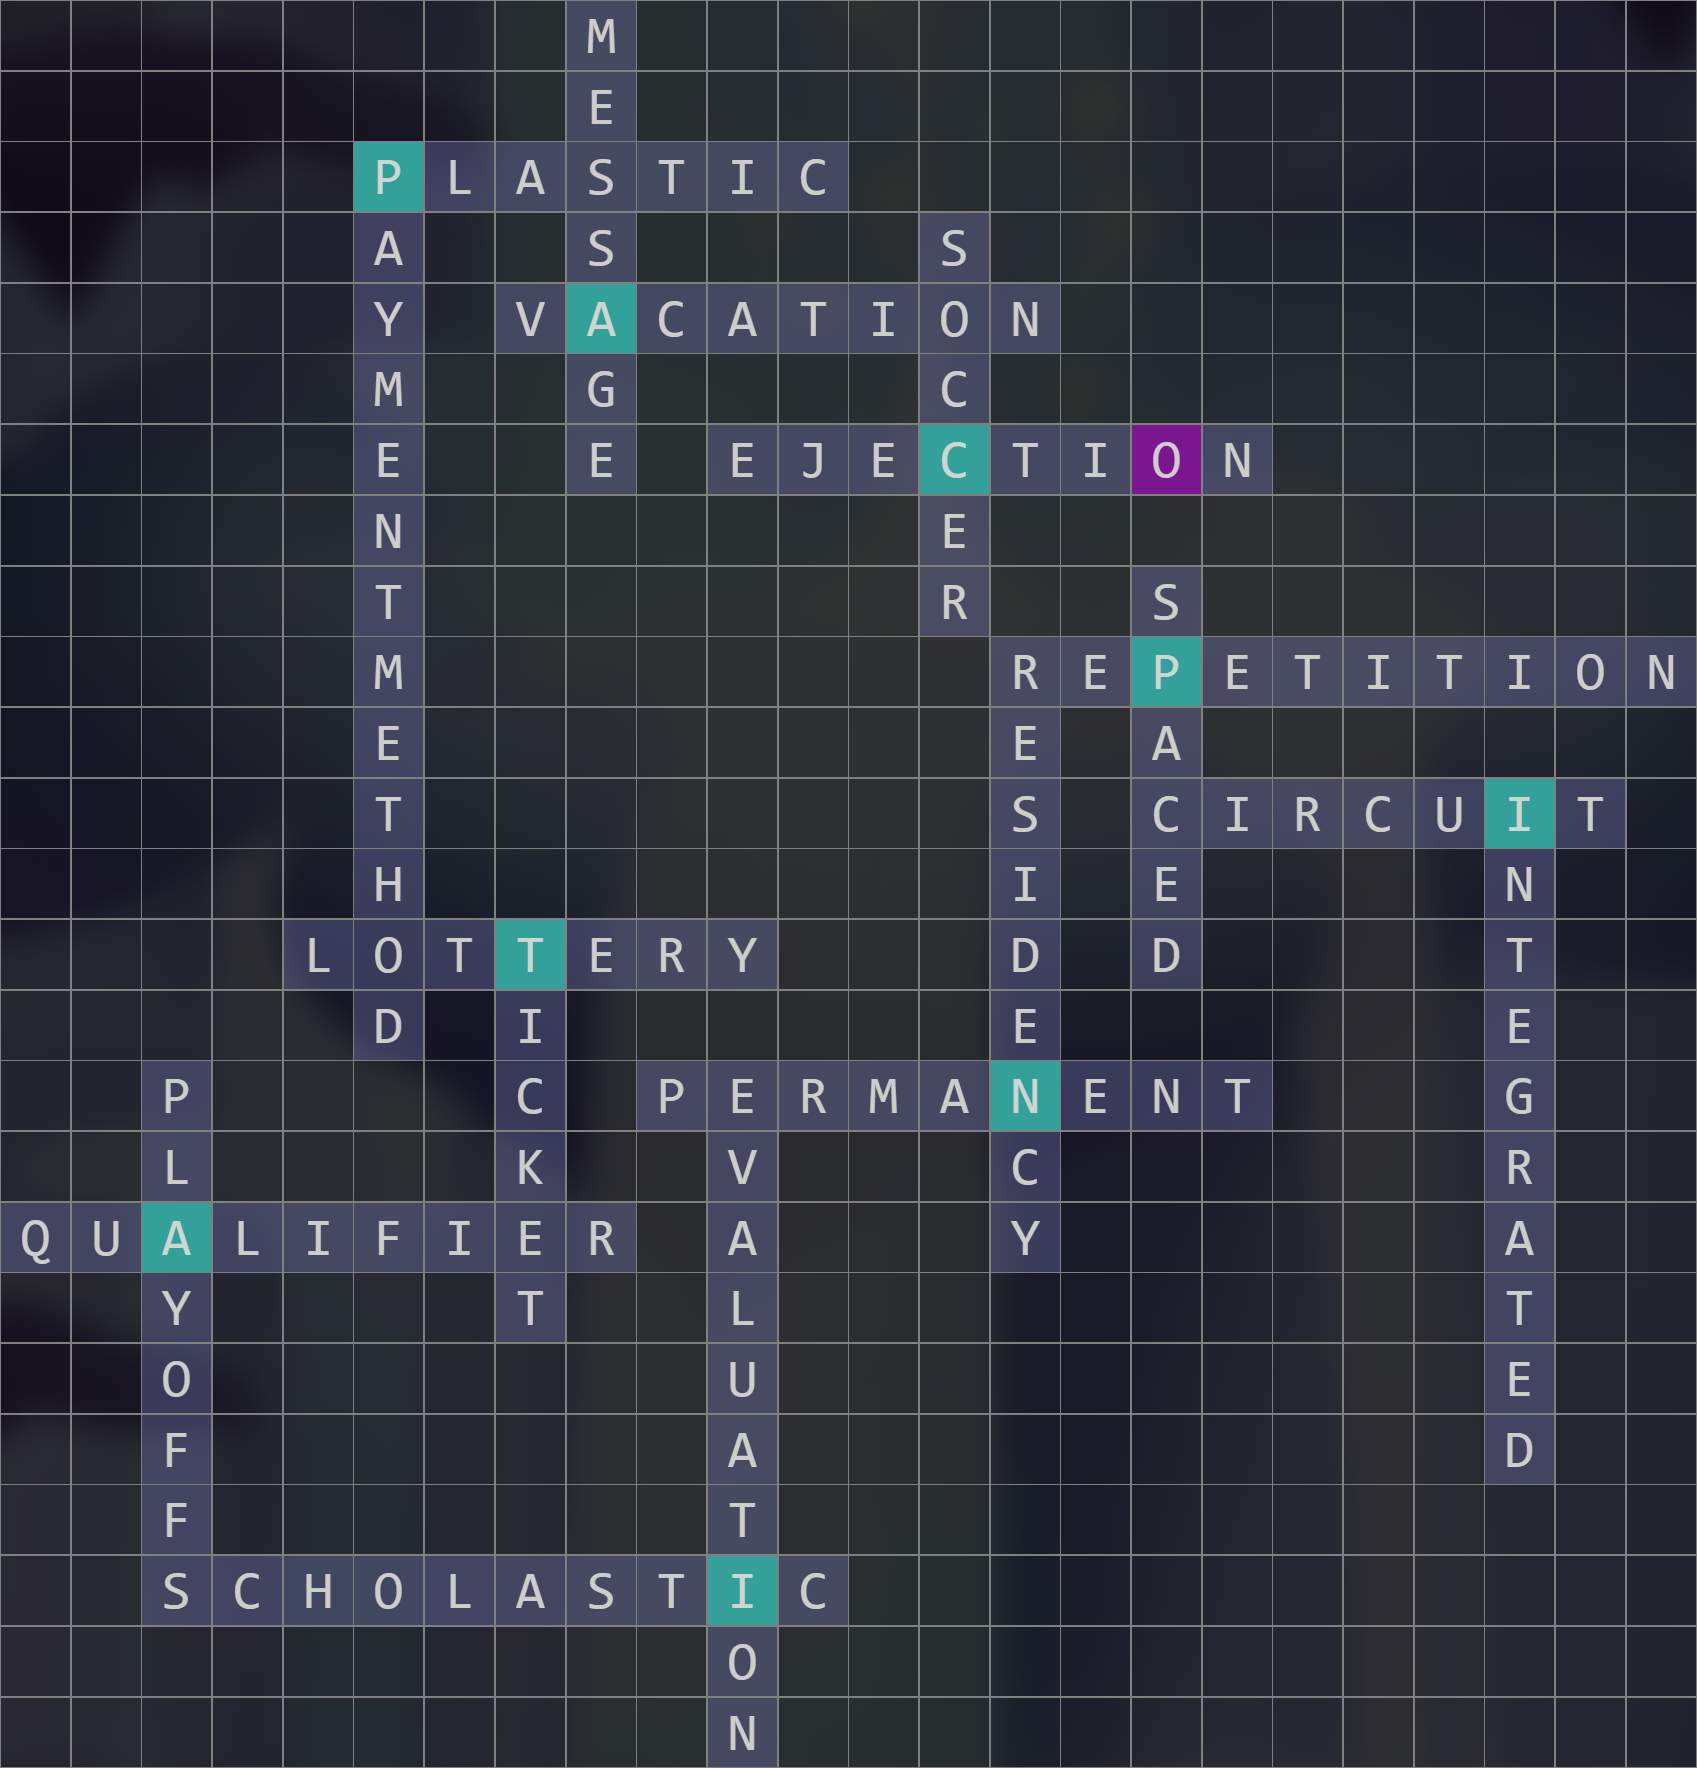 MESSAGE
PLASTIC
PAYMENTMETHOD
SOCCER
VACATION
EJECTION
SPACED
REPETITION
RESIDENCY
CIRCUIT
INTEGRATED
LOTTERY
TICKET
PLAYOFFS
PERMANENT
EVALUATION
QUALIFIER
SCHOLASTIC